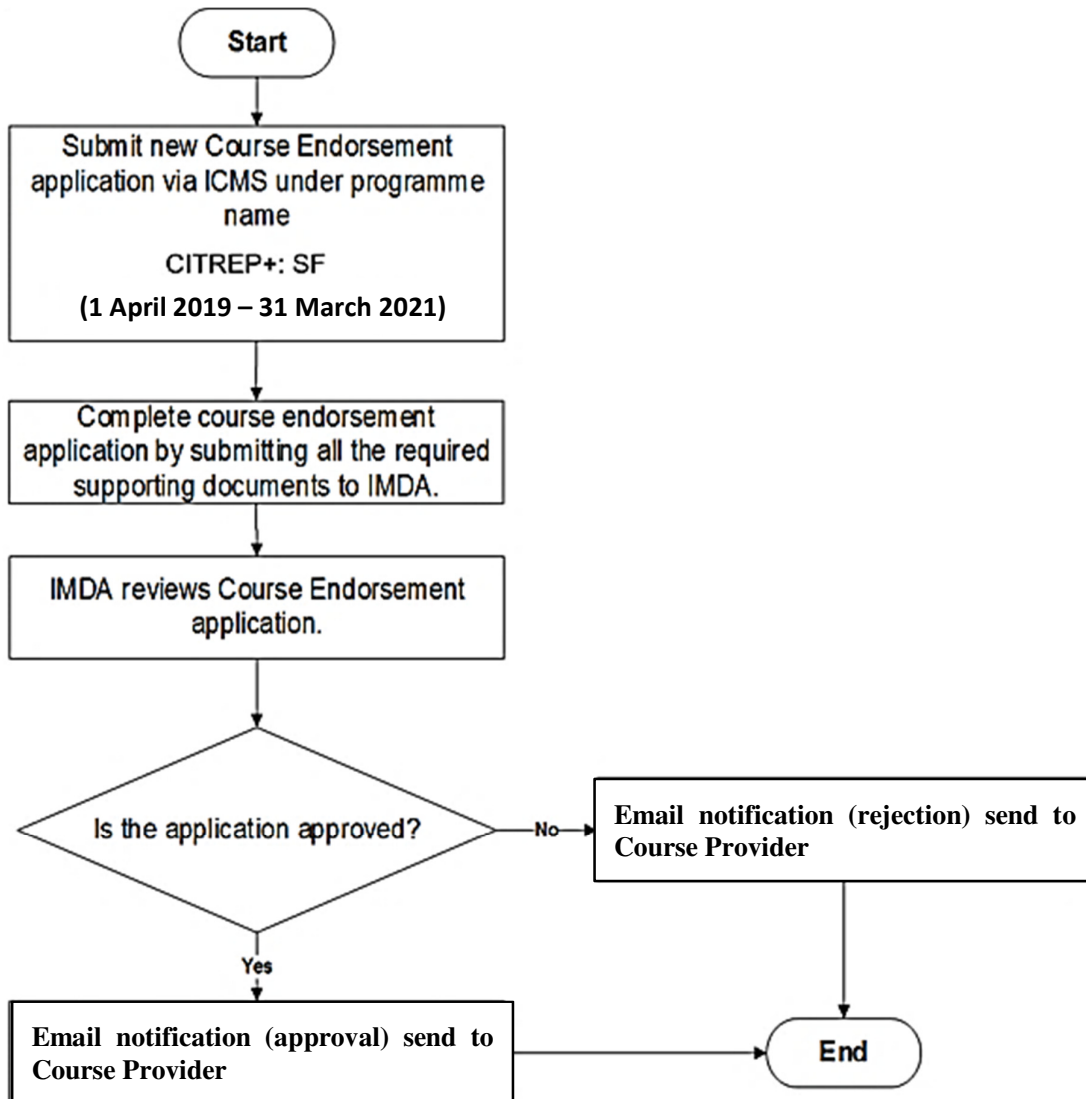 Start
Submit new Course Endorsement
application via ICMS under programme
name
CITREP+: SF
(1 April 2019 – 31 March 2021)
Complete course endorsement
application by submitting all the required
supporting documents to IMDA.
IMDA reviews Course Endorsement
application.
Is the application approved?
No
Email notification (rejection) send to
Course Provider
Yes
Email notification (approval) send to
Course Provider
End